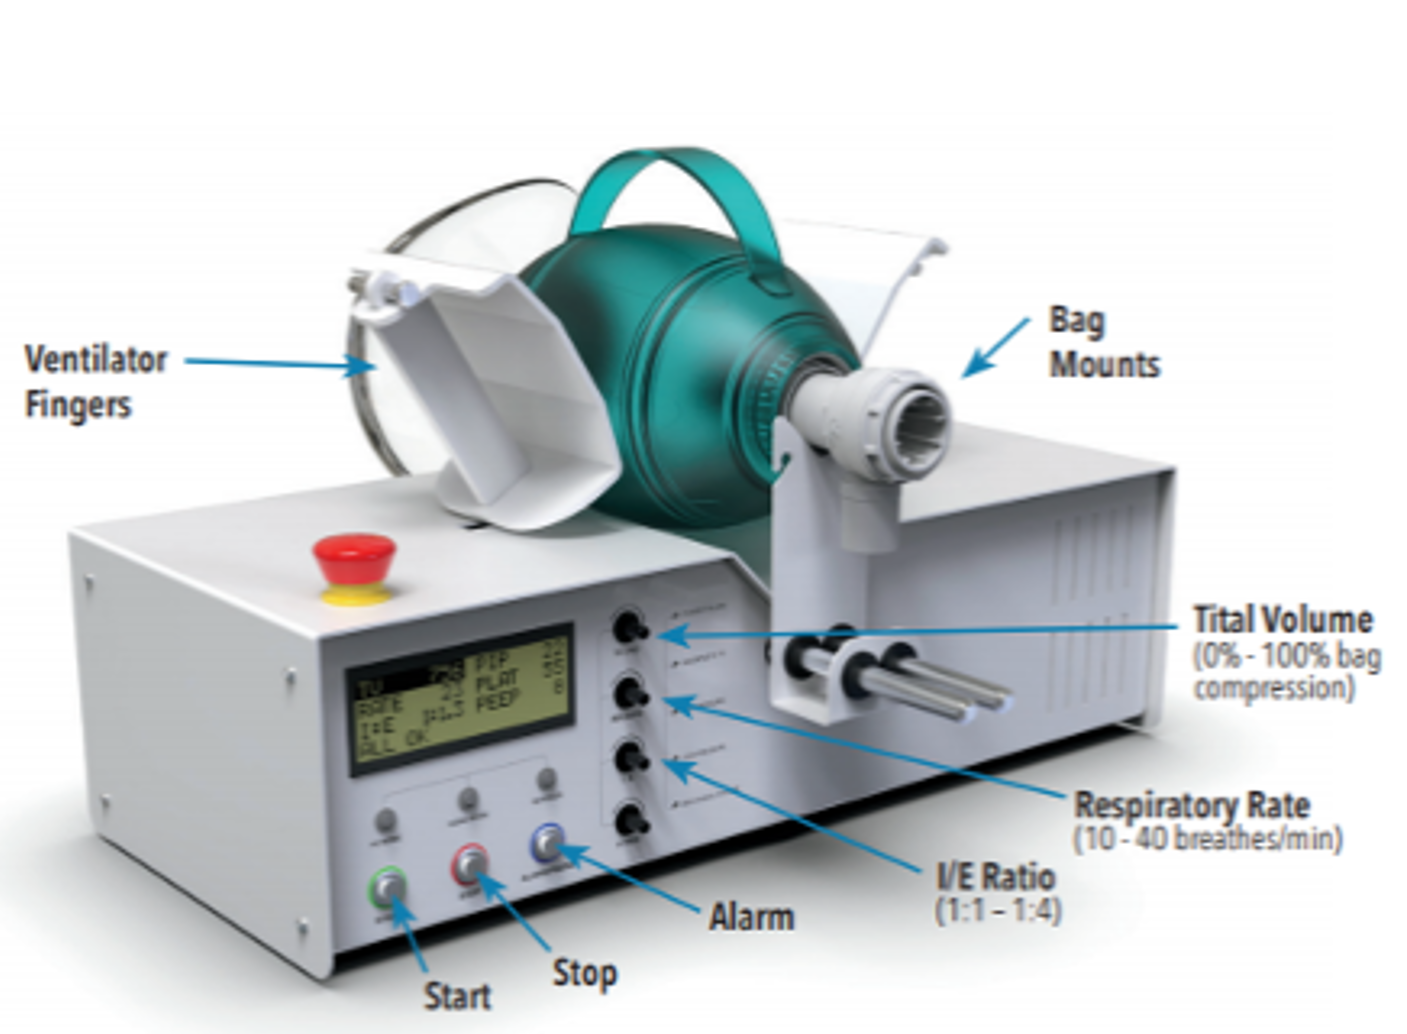 Ventilator
Fingers
Bag
Mounts
Tital Volume
(0% - 100% bag
compression)
Respiratory Rate
(10 - 40 breathes/min)
I/E Ratio
(1:1 – 1:4)
Alarm
Stop
Start
TV
PIP
RATE
PLAT
I:E
PEEP
ALL OK